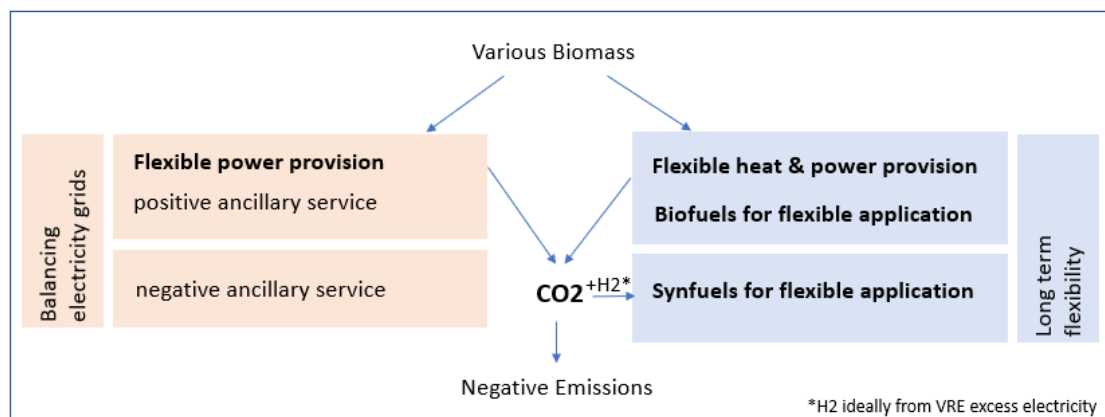 Various Biomass
Balancing
electricity grids
Flexible power provision
positive ancillary service
negative ancillary service
Flexible heat & power provision
Biofuels for flexible application
CO2 +H2*
Synfuels for flexible application
Long term
flexibility
Negative Emissions
*H2 ideally from VRE excess electricity